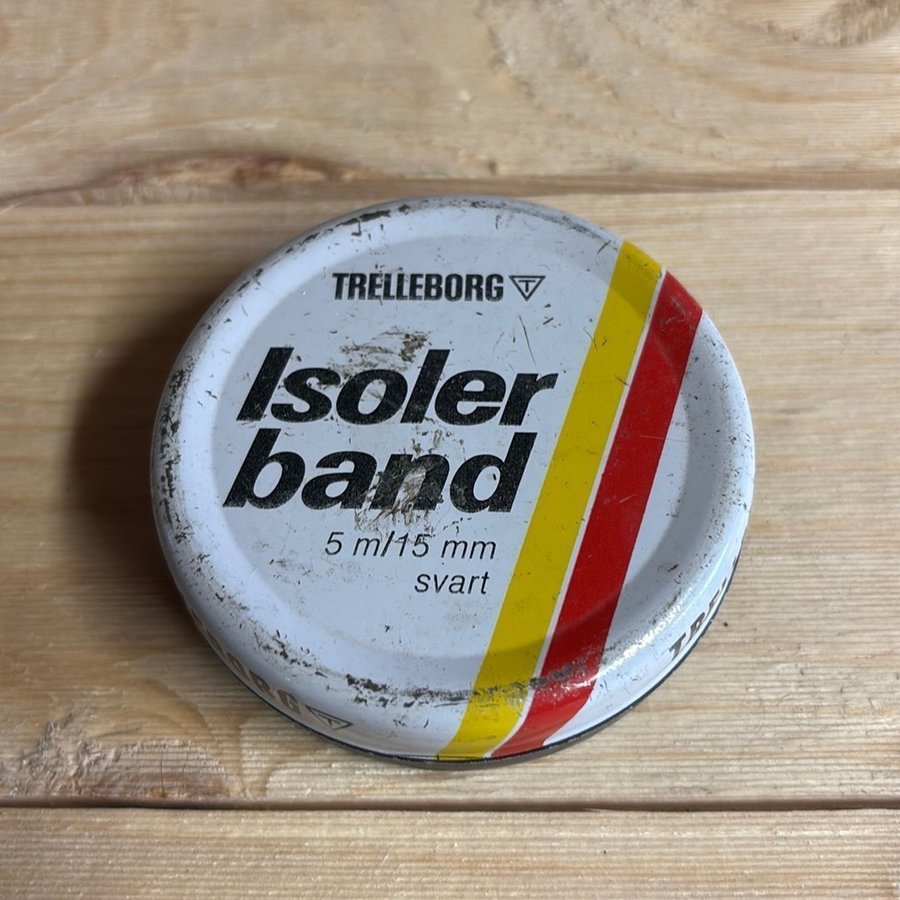 TRELLEBORG
Isoler
band
5 m/15 mm
svart